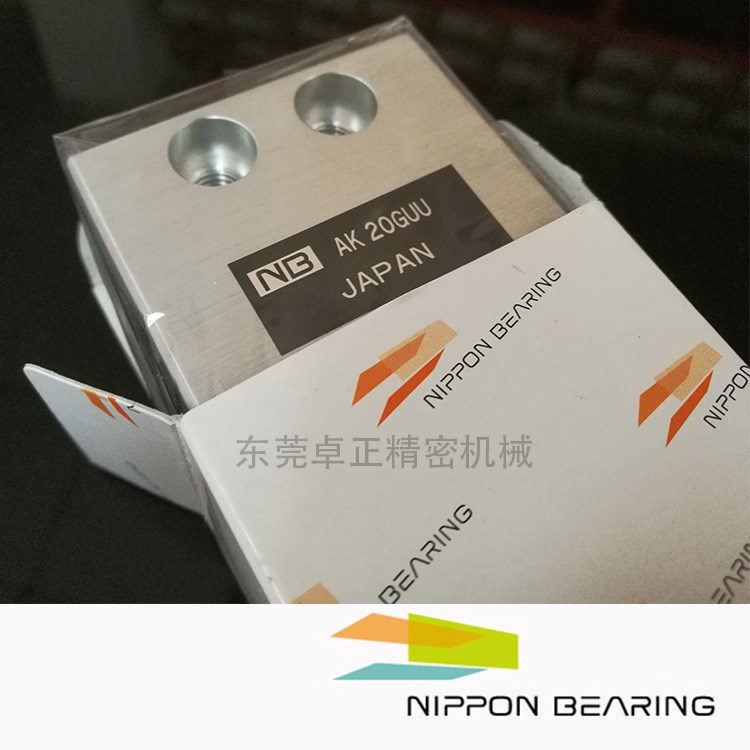 NB
AK 20GUU
JAPAN
NIPPON BEARING
NIPPON BEARING
东莞卓正精密机械
BEARING
NIPPON BEARING